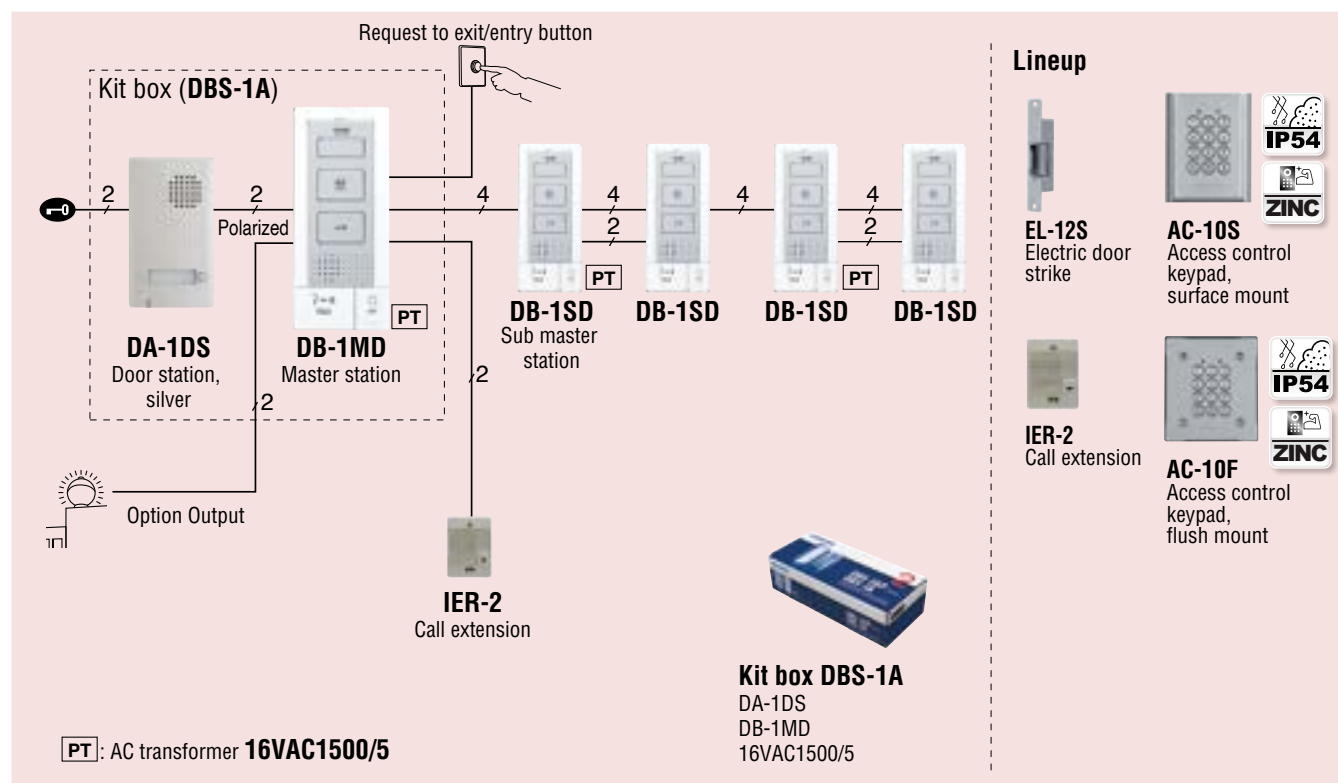 Request to exit/entry button
Kit box (DBS-1A)
2
2
Polarized
4
4
2
4
4
2
PT
PT
PT
DA-1DS
Door station,
silver
DB-1MD
Master station
DB-1SD
Sub master
station
DB-1SD
DB-1SD
DB-1SD
2
2
Option Output
IER-2
Call extension
Kit box DBS-1A
DA-1DS
DB-1MD
16VAC1500/5
PT: AC transformer 16VAC1500/5
Lineup
EL-12S
Electric door
strike
IP54
ZINC
AC-10S
Access control
keypad,
surface mount
IER-2
Call extension
IP54
ZINC
AC-10F
Access control
keypad,
flush mount